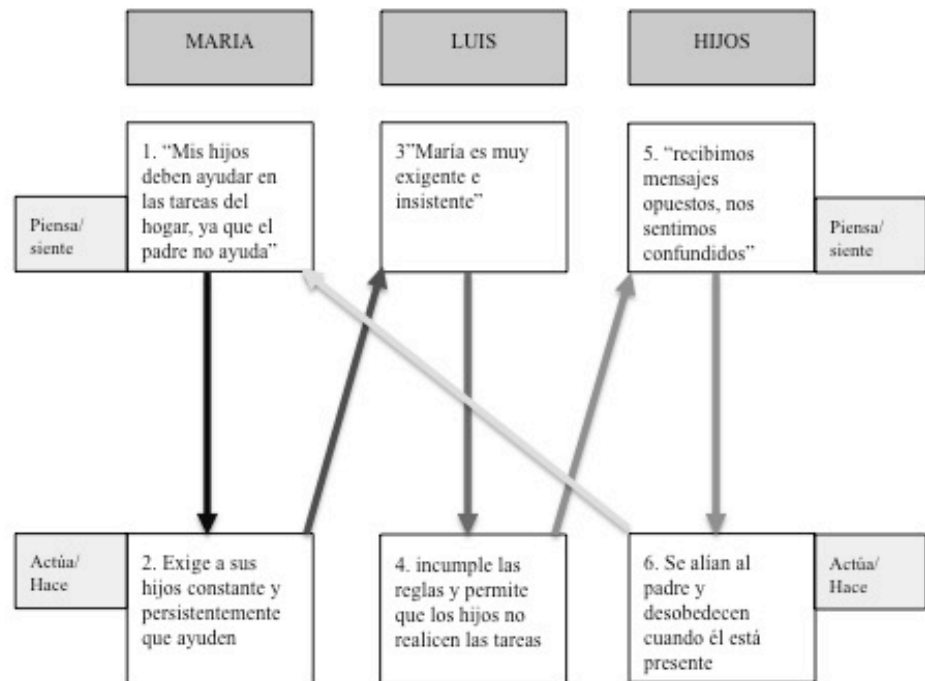 MARIA
LUIS
HIJOS
1. “Mis hijos
deben ayudar en
las tareas del
hogar, ya que el
padre no ayuda”
3”María es muy
exigente e
insistente”
5. “recibimos
mensajes
opuestos, nos
sentimos
confundidos”
Piensa/
siente
Piensa/
siente
Actúa/
Hace
2. Exige a sus
hijos constante y
persistentemente
que ayuden
4. incumple las
reglas y permite
que los hijos no
realicen las tareas
6. Se alían al
padre y
desobedecen
cuando él está
presente
Actúa/
Hace